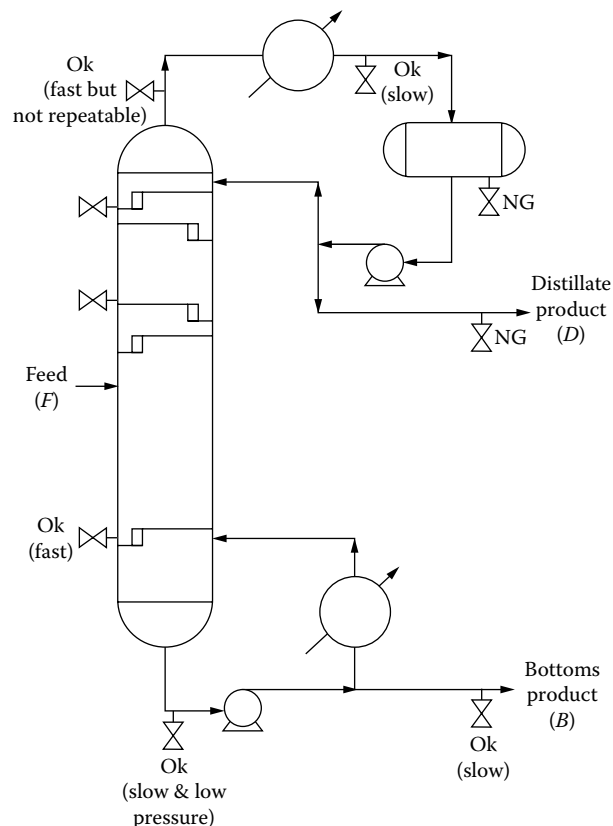 Ok
(fast but
not repeatable)
Ok
(slow)
NG
Distillate
product
(D)
NG
Feed
(F)
Ok
(fast)
Bottoms
product
(B)
Ok
(slow)
Ok
(slow & low
pressure)